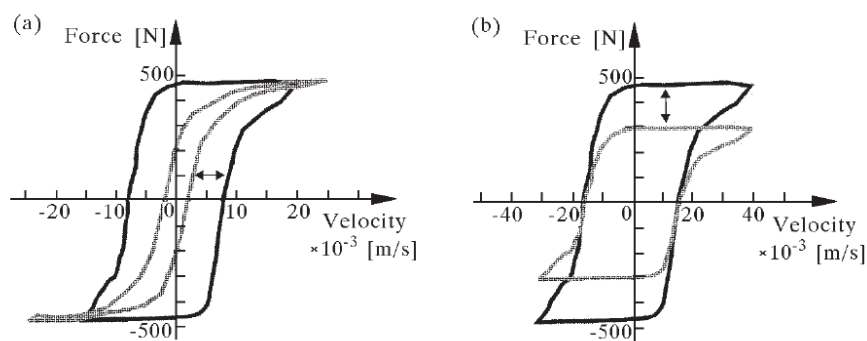 (a)
Force [N]
500
-20
-10
0
10
20
Velocity
×10⁻³ [m/s]
-500
(b)
Force [N]
500
-40
-20
0
20
40
Velocity
×10⁻³ [m/s]
-500